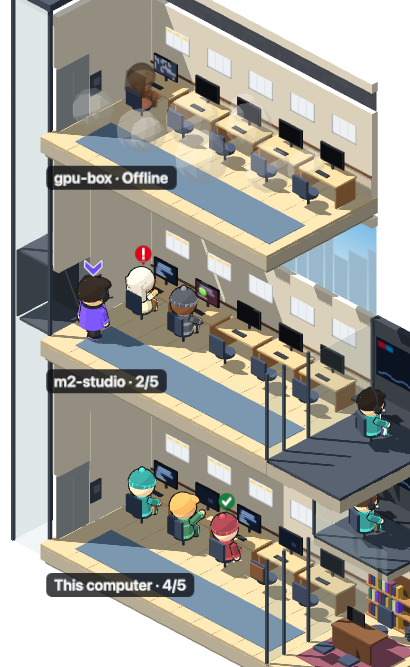 gpu-box · Offline
!
m2-studio · 2/5
This computer · 4/5